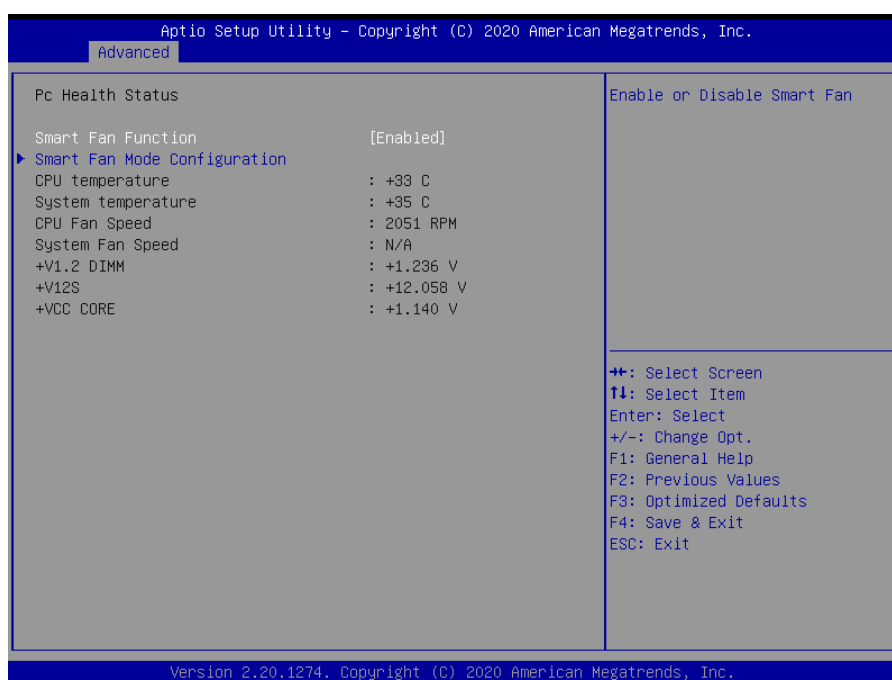 Aptio Setup Utility – Copyright (C) 2020 American Megatrends, Inc.
Advanced
Pc Health Status
Smart Fan Function [Enabled]
Smart Fan Mode Configuration
CPU temperature : +33 C
System temperature : +35 C
CPU Fan Speed : 2051 RPM
System Fan Speed : N/A
+V1.2 DIMM : +1.236 V
+V12S : +12.058 V
+VCC CORE : +1.140 V
Enable or Disable Smart Fan
→←: Select Screen
↑↓: Select Item
Enter: Select
+/-: Change Opt.
F1: General Help
F2: Previous Values
F3: Optimized Defaults
F4: Save & Exit
ESC: Exit
Version 2.20.1274. Copyright (C) 2020 American Megatrends, Inc.